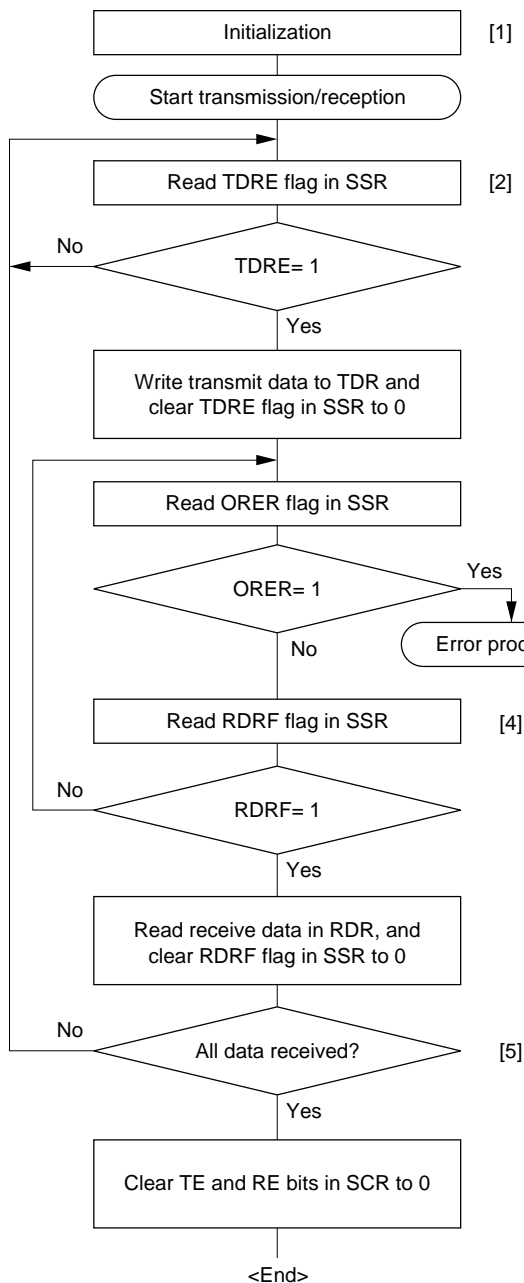 Initialization [1]
Start transmission/reception
Read TDRE flag in SSR [2]
No
TDRE= 1
Yes
Write transmit data to TDR and
clear TDRE flag in SSR to 0
Read ORER flag in SSR
Yes
ORER= 1
No
Error
Read RDRF flag in SSR [4]
No
RDRF= 1
Yes
Read receive data in RDR, and
clear RDRF flag in SSR to 0
No
All data received? [5]
Yes
Clear TE and RE bits in SCR to 0
<End>